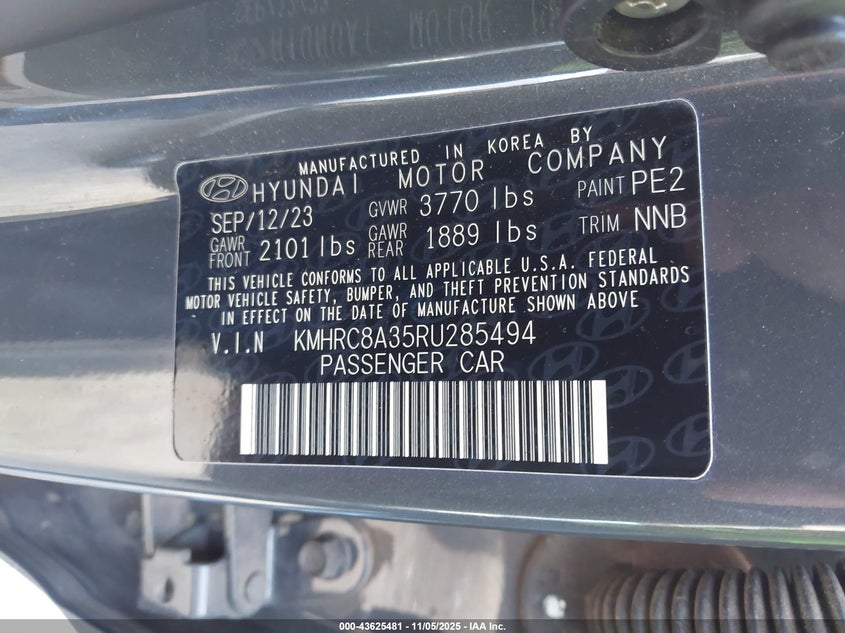 MANUFACTURED IN KOREA BY
HYUNDAI MOTOR COMPANY
SEP/12/23 GVWR 3770 lbs PAINT PE2
GAWR FRONT 2101 lbs GAWR REAR 1889 lbs TRIM NNB
THIS VEHICLE CONFORMS TO ALL APPLICABLE U.S.A. FEDERAL
MOTOR VEHICLE SAFETY, BUMPER, AND THEFT PREVENTION STANDARDS
IN EFFECT ON THE DATE OF MANUFACTURE SHOWN ABOVE
V.I.N KMHRC8A35RU285494
PASSENGER CAR
000-43625481 - 11/05/2025 - IAA Inc.